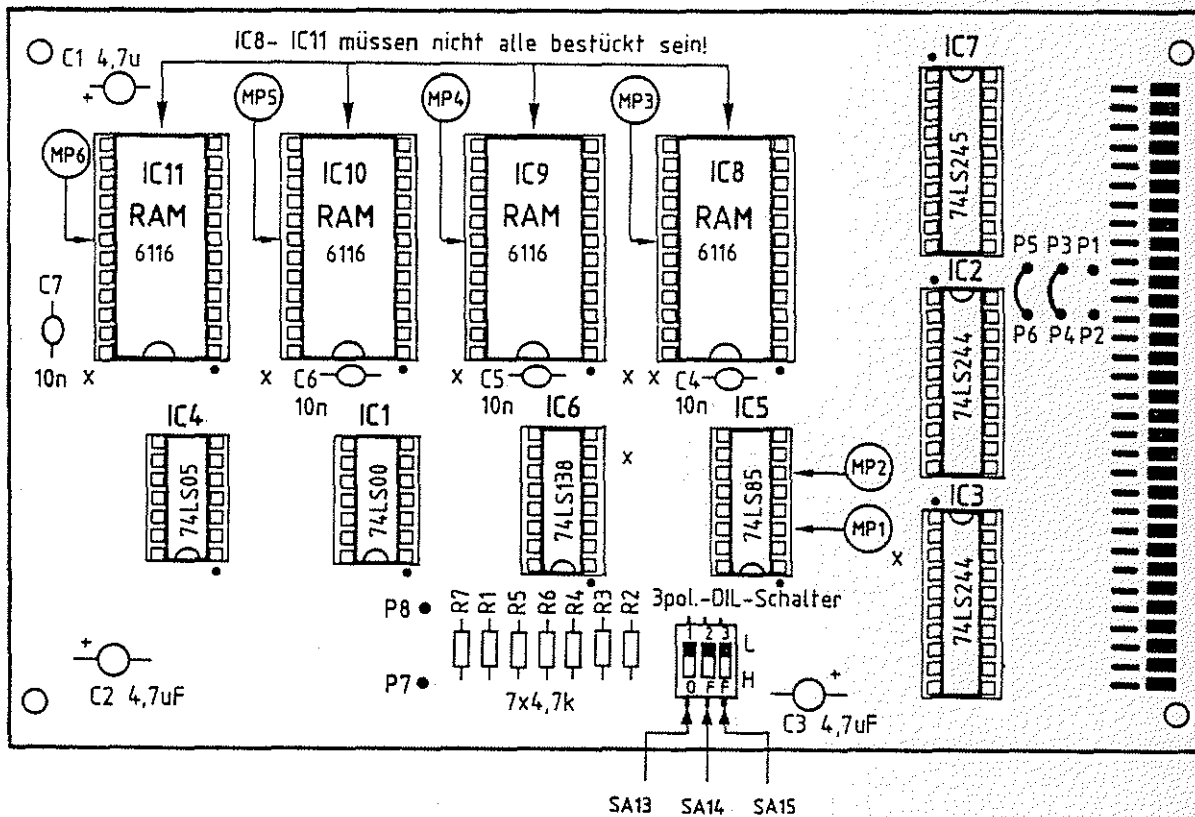 IC8- IC11 müssen nicht alle bestückt sein!
C1 4,7u
+
IC7
74LS245
MP6
MP5
MP4
MP3
IC11
RAM
6116
IC10
RAM
6116
IC9
RAM
6116
IC8
RAM
6116
P5 P3 P1
P6 P4 P2
C7
10n
x
x
C6
10n
x
C5
10n
x x
C4
10n
IC2
74LS244
IC4
74LS05
IC1
74LS00
IC6
74LS138
x
IC5
74LS85
MP2
MP1
x
IC3
74LS244
P8
P7
R7 R1 R5 R6 R4 R3 R2
7x4,7k
3pol.-DIL-Schalter
1 2 3
L
H
O F F
+
C2 4,7uF
+
C3 4,7uF
SA13 SA14 SA15